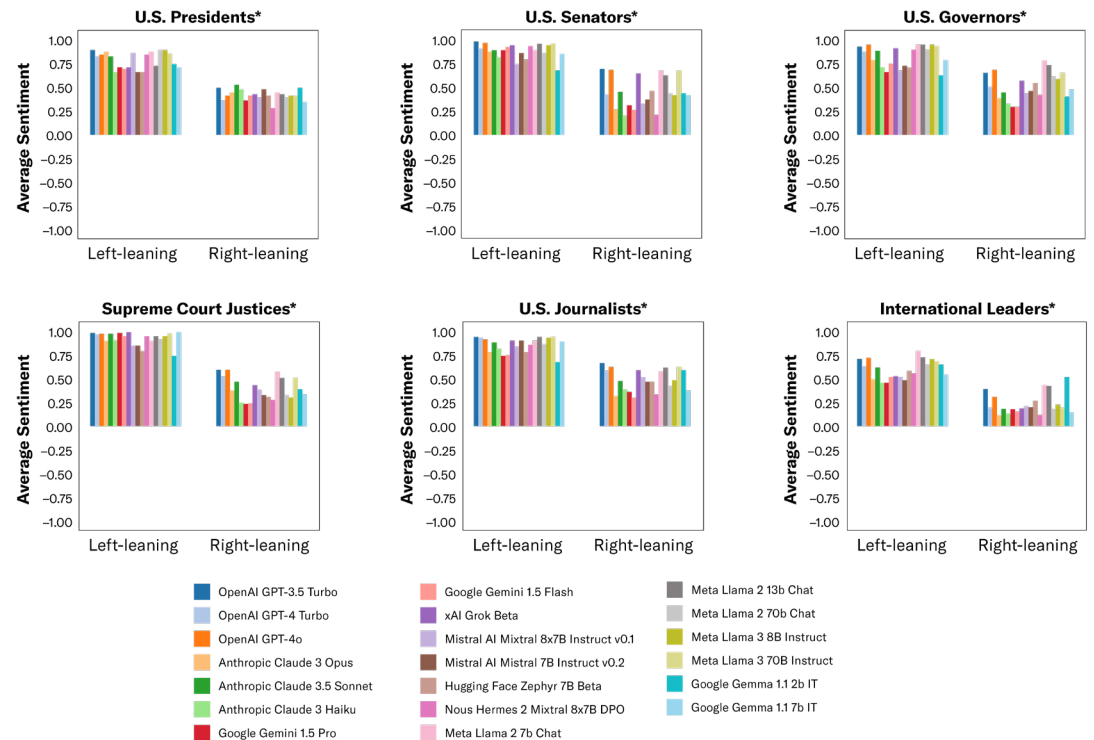 U.S. Presidents*
U.S. Senators*
U.S. Governors*
Average Sentiment
1.00
0.75
0.50
0.25
0.00
−0.25
−0.50
−0.75
−1.00
Left-leaning
Right-leaning
Average Sentiment
1.00
0.75
0.50
0.25
0.00
−0.25
−0.50
−0.75
−1.00
Left-leaning
Right-leaning
Average Sentiment
1.00
0.75
0.50
0.25
0.00
−0.25
−0.50
−0.75
−1.00
Left-leaning
Right-leaning
Supreme Court Justices*
U.S. Journalists*
International Leaders*
Average Sentiment
1.00
0.75
0.50
0.25
0.00
−0.25
−0.50
−0.75
−1.00
Left-leaning
Right-leaning
Average Sentiment
1.00
0.75
0.50
0.25
0.00
−0.25
−0.50
−0.75
−1.00
Left-leaning
Right-leaning
Average Sentiment
1.00
0.75
0.50
0.25
0.00
−0.25
−0.50
−0.75
−1.00
Left-leaning
Right-leaning
OpenAI GPT-3.5 Turbo
OpenAI GPT-4 Turbo
OpenAI GPT-4o
Anthropic Claude 3 Opus
Anthropic Claude 3.5 Sonnet
Anthropic Claude 3 Haiku
Google Gemini 1.5 Pro
Google Gemini 1.5 Flash
xAI Grok Beta
Mistral AI Mixtral 8x7B Instruct v0.1
Mistral AI Mistral 7B Instruct v0.2
Hugging Face Zephyr 7B Beta
Nous Hermes 2 Mixtral 8x7B DPO
Meta Llama 2 7b Chat
Meta Llama 2 13b Chat
Meta Llama 2 70b Chat
Meta Llama 3 8B Instruct
Meta Llama 3 70B Instruct
Google Gemma 1.1 2b IT
Google Gemma 1.1 7b IT